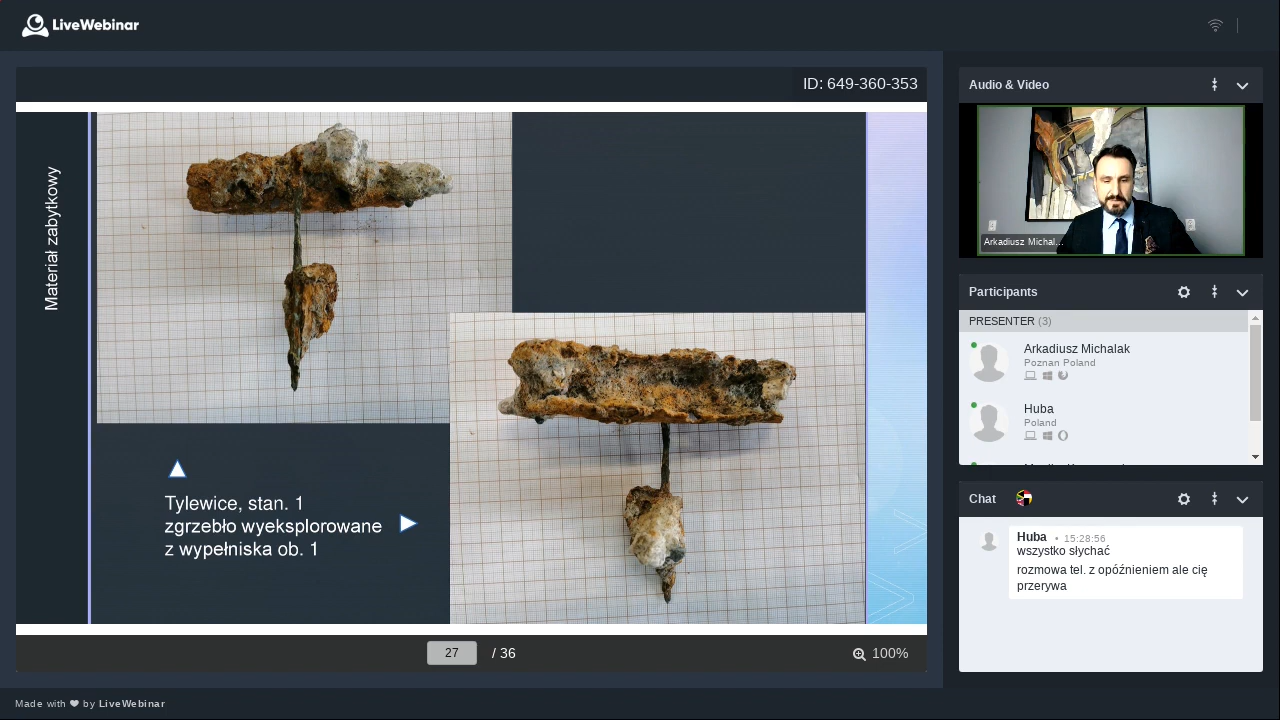 LiveWebinar
ID: 649-360-353
Materiał zabytkowy
Tylewice, stan. 1
zgrzebło wyeksplorowane
z wypełniska ob. 1
27 / 36
100%
Audio & Video
Arkadiusz Michal...
Participants
PRESENTER (3)
Arkadiusz Michalak
Poznan Poland
Huba
Poland
Chat
Huba • 15:28:56
wszystko słychać
rozmowa tel. z opóźnieniem ale cię
przerywa
Made with ❤ by LiveWebinar